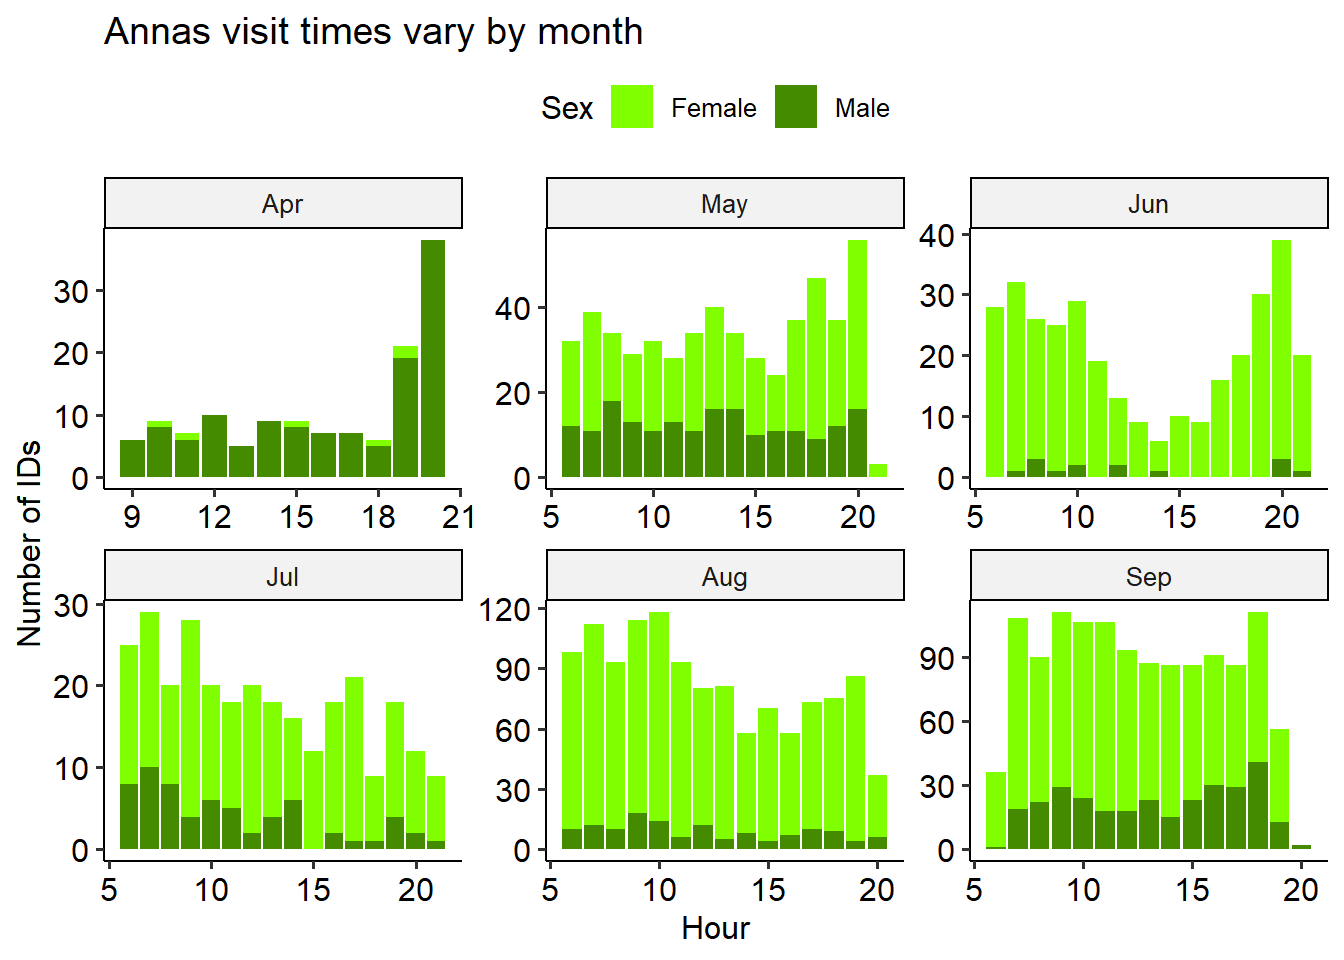 Annas visit times vary by month
Sex Female Male
Apr May Jun
0 10 20 30
9 12 15 18 21
0 20 40
5 10 15 20
0 10 20 30 40
5 10 15 20
Number of IDs
Jul Aug Sep
0 10 20 30
5 10 15 20
0 30 60 90 120
5 10 15 20
0 30 60 90
5 10 15 20
Hour